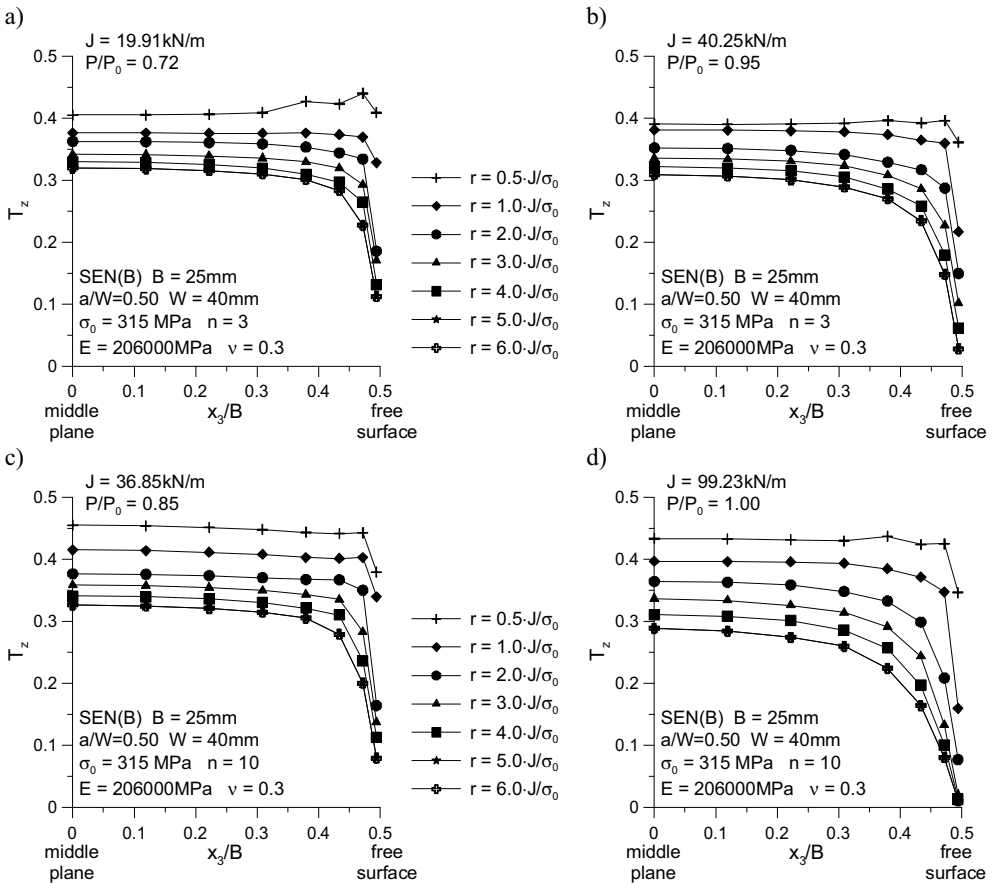 a)
J = 19.91kN/m
P/P₀ = 0.72
0.5
0.4
0.3
0.2
0.1
0
T_z
SEN(B) B = 25mm
a/W=0.50 W = 40mm
σ₀ = 315 MPa n = 3
E = 206000MPa ν = 0.3
0 0.1 0.2 0.3 0.4 0.5
middle plane
x₃/B
free surface
r = 0.5·J/σ₀
r = 1.0·J/σ₀
r = 2.0·J/σ₀
r = 3.0·J/σ₀
r = 4.0·J/σ₀
r = 5.0·J/σ₀
r = 6.0·J/σ₀
b)
J = 40.25kN/m
P/P₀ = 0.95
0.5
0.4
0.3
0.2
0.1
0
T_z
SEN(B) B = 25mm
a/W=0.50 W = 40mm
σ₀ = 315 MPa n = 3
E = 206000MPa ν = 0.3
0 0.1 0.2 0.3 0.4 0.5
middle plane
x₃/B
free surface
c)
J = 36.85kN/m
P/P₀ = 0.85
0.5
0.4
0.3
0.2
0.1
0
T_z
SEN(B) B = 25mm
a/W=0.50 W = 40mm
σ₀ = 315 MPa n = 10
E = 206000MPa ν = 0.3
0 0.1 0.2 0.3 0.4 0.5
middle plane
x₃/B
free surface
r = 0.5·J/σ₀
r = 1.0·J/σ₀
r = 2.0·J/σ₀
r = 3.0·J/σ₀
r = 4.0·J/σ₀
r = 5.0·J/σ₀
r = 6.0·J/σ₀
d)
J = 99.23kN/m
P/P₀ = 1.00
0.5
0.4
0.3
0.2
0.1
0
T_z
SEN(B) B = 25mm
a/W=0.50 W = 40mm
σ₀ = 315 MPa n = 10
E = 206000MPa ν = 0.3
0 0.1 0.2 0.3 0.4 0.5
middle plane
x₃/B
free surface